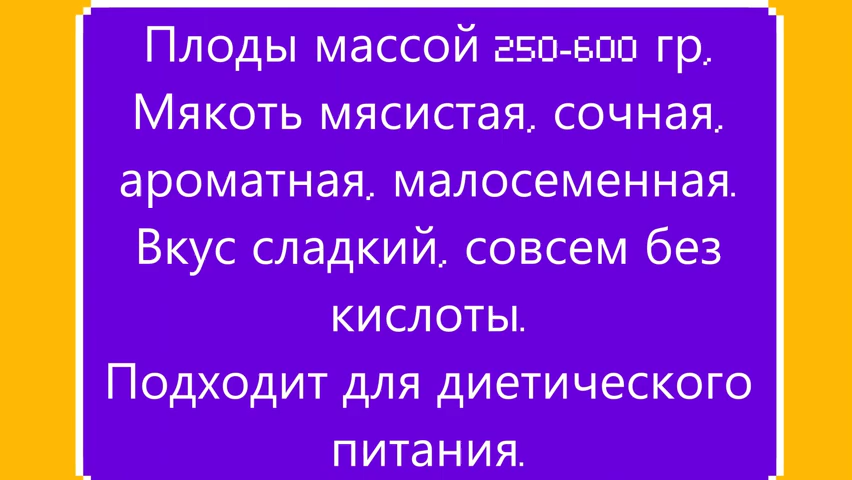 Плоды массой 250-600 гр,
Мякоть мясистая, сочная,
ароматная, малосеменная.
Вкус сладкий, совсем без
кислоты.
Подходит для диетического
питания.